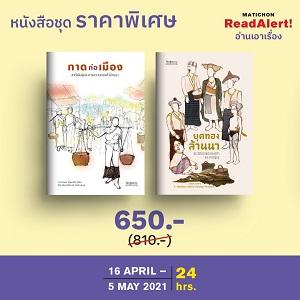 หนังสือชุด ราคาพิเศษ
MATICHON
ReadAlert!
อ่านเอาเรื่อง
กาดก่อเมือง
ยุคทอง
ล้านนา
650.-
(810.-)
16 APRIL –
5 MAY 2021
24
hrs.